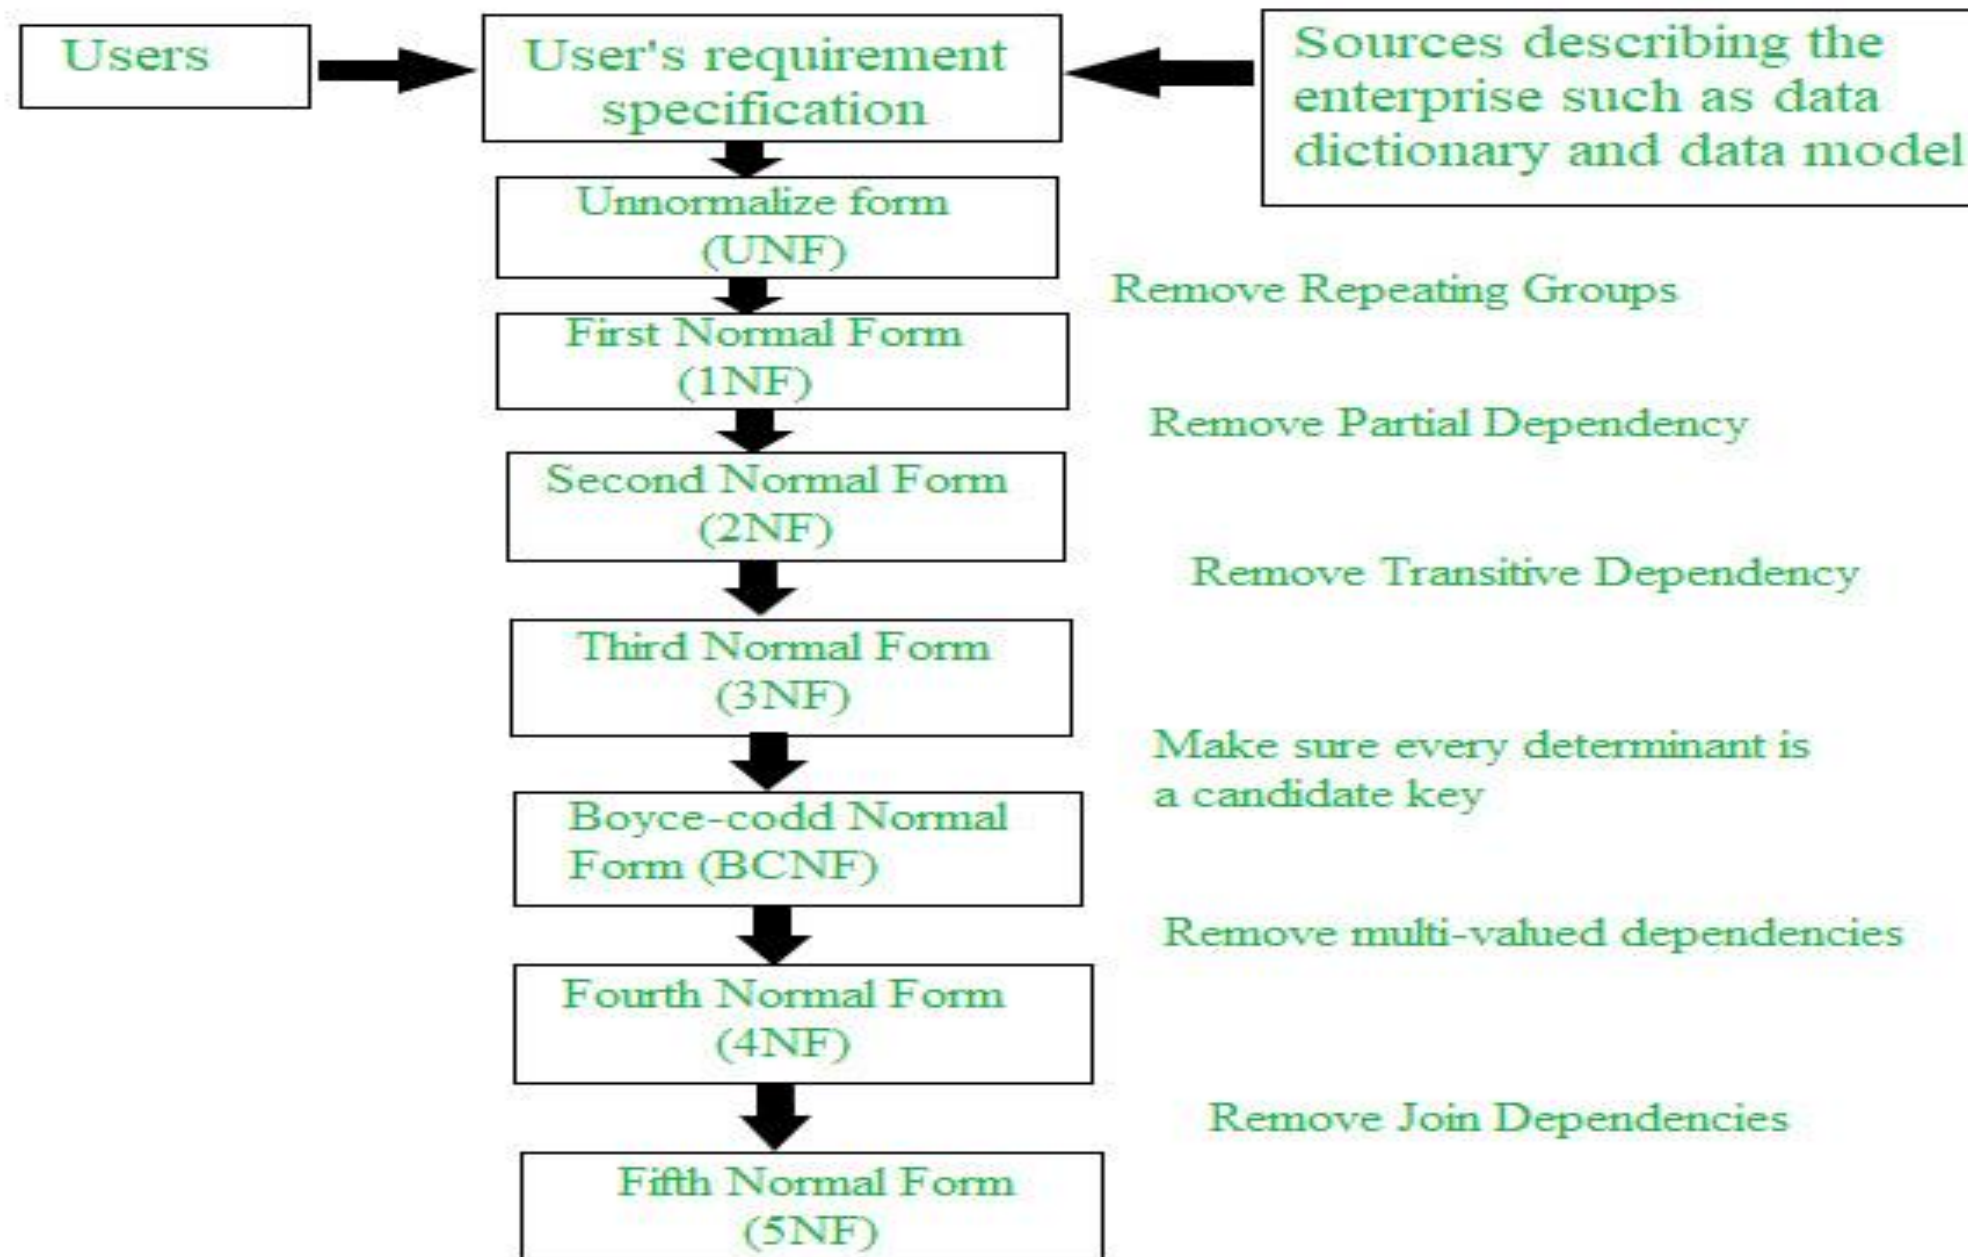 Users
User's requirement
specification
Sources describing the
enterprise such as data
dictionary and data model
Unnormalize form
(UNF)
Remove Repeating Groups
First Normal Form
(1NF)
Remove Partial Dependency
Second Normal Form
(2NF)
Remove Transitive Dependency
Third Normal Form
(3NF)
Make sure every determinant is
a candidate key
Boyce-codd Normal
Form (BCNF)
Remove multi-valued dependencies
Fourth Normal Form
(4NF)
Remove Join Dependencies
Fifth Normal Form
(5NF)